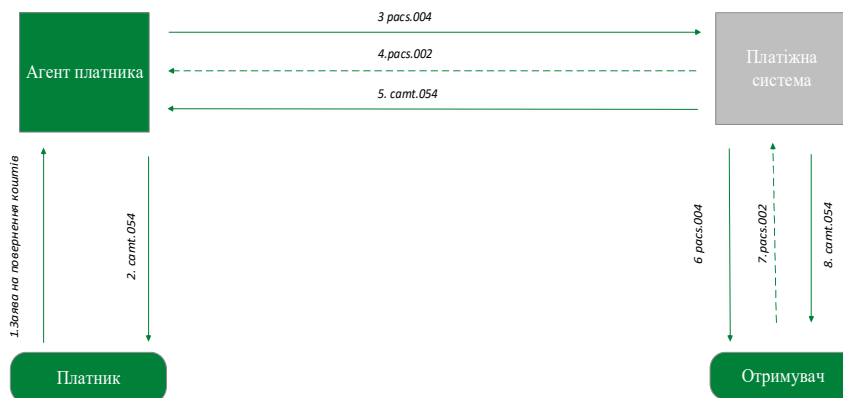 3 pacs.004
Агент платника
4.pacs.002
Платіжна
система
5. camt.054
1.Заява на повернення коштів
2. camt.054
6 pacs.004
7.pacs.002
8. camt.054
Платник
Отримувач